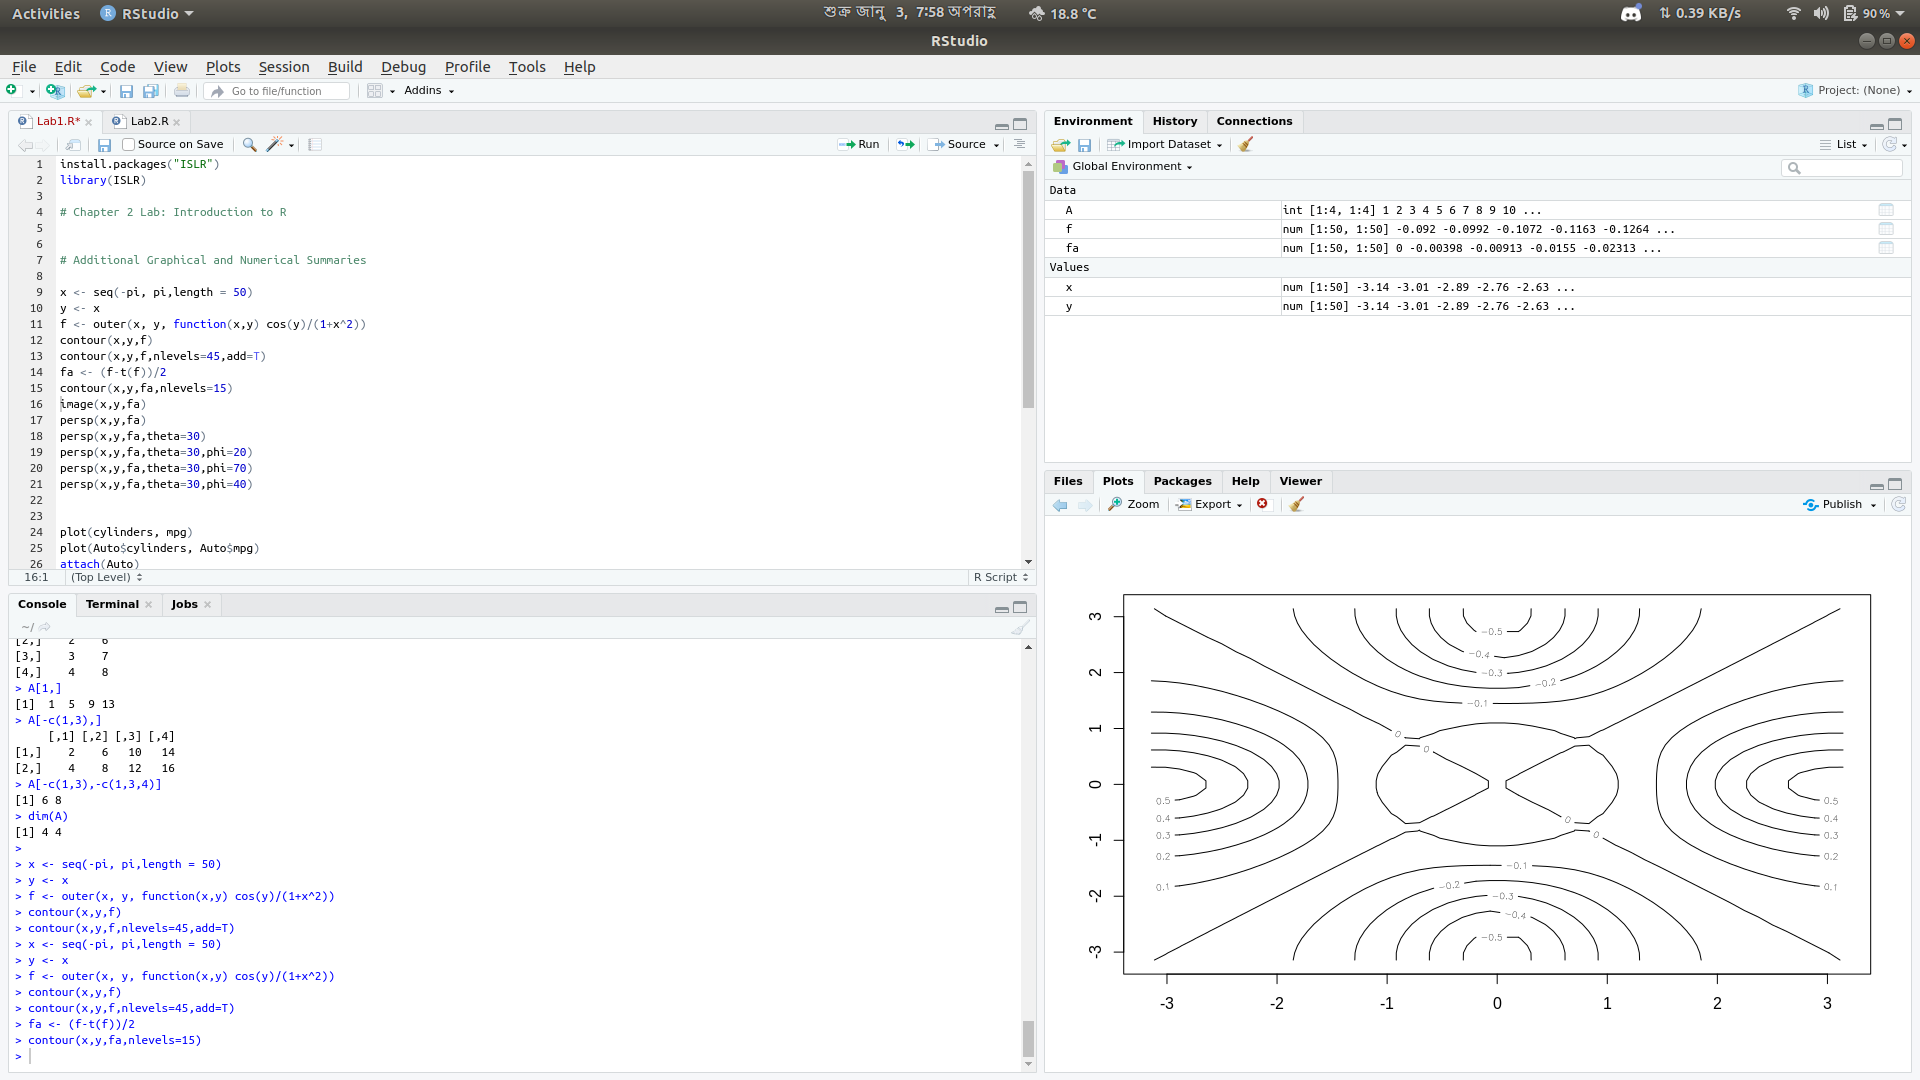 Activities RStudio শুক্র জানু 3, 7:58 অপরাহ্ণ 18.8 °C 0.39 KB/s 90 %
RStudio
File Edit Code View Plots Session Build Debug Profile Tools Help
Go to file/function Addins Project: (None)
Lab1.R* Lab2.R
Source on Save Run Source
1 install.packages("ISLR")
2 library(ISLR)
3
4 # Chapter 2 Lab: Introduction to R
5
6
7 # Additional Graphical and Numerical Summaries
8
9 x <- seq(-pi, pi,length = 50)
10 y <- x
11 f <- outer(x, y, function(x,y) cos(y)/(1+x^2))
12 contour(x,y,f)
13 contour(x,y,f,nlevels=45,add=T)
14 fa <- (f-t(f))/2
15 contour(x,y,fa,nlevels=15)
16 image(x,y,fa)
17 persp(x,y,fa)
18 persp(x,y,fa,theta=30)
19 persp(x,y,fa,theta=30,phi=20)
20 persp(x,y,fa,theta=30,phi=70)
21 persp(x,y,fa,theta=30,phi=40)
22
23
24 plot(cylinders, mpg)
25 plot(Auto$cylinders, Auto$mpg)
26 attach(Auto)
16:1 (Top Level) R Script
Console Terminal Jobs
~/
[2,] 2 6
[3,] 3 7
[4,] 4 8
> A[1,]
[1] 1 5 9 13
> A[-c(1,3),]
[,1] [,2] [,3] [,4]
[1,] 2 6 10 14
[2,] 4 8 12 16
> A[-c(1,3),-c(1,3,4)]
[1] 6 8
> dim(A)
[1] 4 4
>
> x <- seq(-pi, pi,length = 50)
> y <- x
> f <- outer(x, y, function(x,y) cos(y)/(1+x^2))
> contour(x,y,f)
> contour(x,y,f,nlevels=45,add=T)
> x <- seq(-pi, pi,length = 50)
> y <- x
> f <- outer(x, y, function(x,y) cos(y)/(1+x^2))
> contour(x,y,f)
> contour(x,y,f,nlevels=45,add=T)
> fa <- (f-t(f))/2
> contour(x,y,fa,nlevels=15)
>
Environment History Connections
Import Dataset List
Global Environment
Data
A int [1:4, 1:4] 1 2 3 4 5 6 7 8 9 10 ...
f num [1:50, 1:50] -0.092 -0.0992 -0.1072 -0.1163 -0.1264 ...
fa num [1:50, 1:50] 0 -0.00398 -0.00913 -0.0155 -0.02313 ...
Values
x num [1:50] -3.14 -3.01 -2.89 -2.76 -2.63 ...
y num [1:50] -3.14 -3.01 -2.89 -2.76 -2.63 ...
Files Plots Packages Help Viewer
Zoom Export Publish
3
−0.5
−0.4
2 −0.3
−0.2
−0.1
1 0
0
0
0.5 0.5
0.4 0 0.4
0.3 -1 0 0.3
0.2 0.2
−0.1
0.1 −0.2 0.1
-2 −0.3
−0.4
−0.5
-3
-3 -2 -1 0 1 2 3